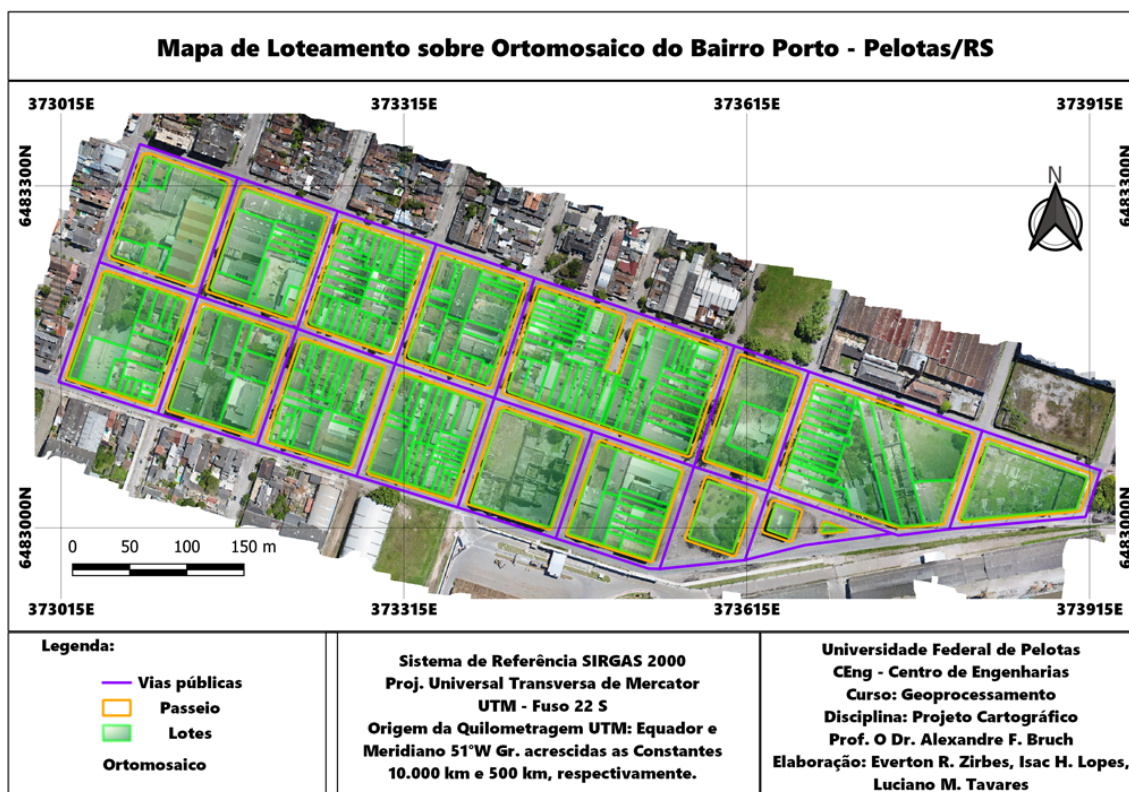 Mapa de Loteamento sobre Ortomosaico do Bairro Porto - Pelotas/RS
373015E
373315E
373615E
373915E
6483300N
6483300N
N
6483000N
6483000N
0 50 100 150 m
373015E
373315E
373615E
373915E
Legenda:
Vias públicas
Passeio
Lotes
Ortomosaico
Sistema de Referência SIRGAS 2000
Proj. Universal Transversa de Mercator
UTM - Fuso 22 S
Origem da Quilometragem UTM: Equador e
Meridiano 51°W Gr. acrescidas as Constantes
10.000 km e 500 km, respectivamente.
Universidade Federal de Pelotas
CEng - Centro de Engenharias
Curso: Geoprocessamento
Disciplina: Projeto Cartográfico
Prof. O Dr. Alexandre F. Bruch
Elaboração: Everton R. Zirbes, Isac H. Lopes,
Luciano M. Tavares